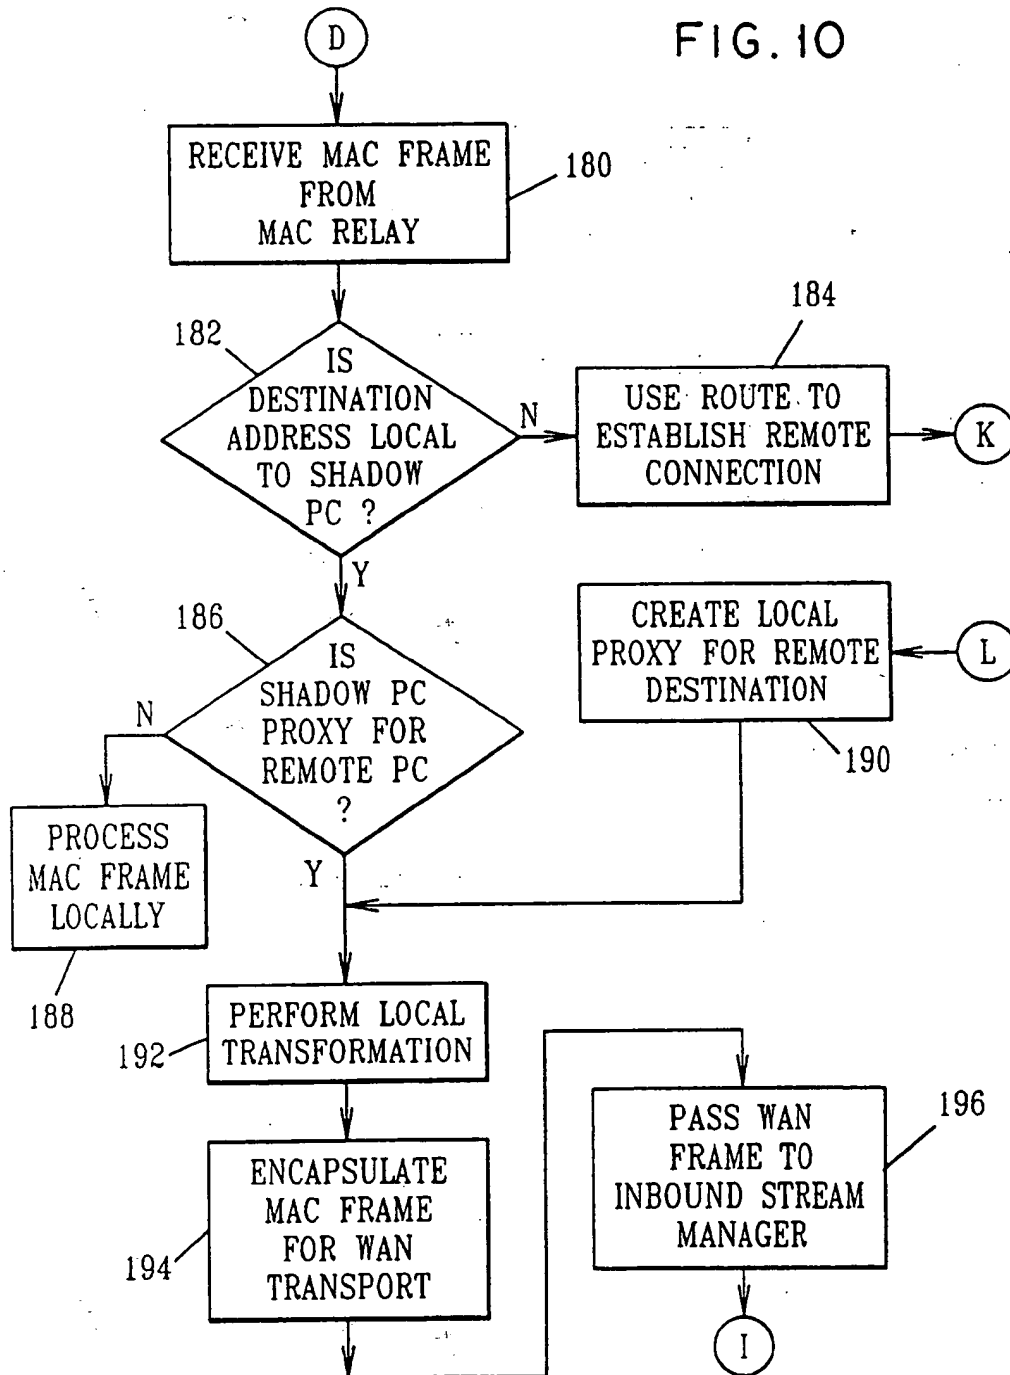 FIG. 10
D
RECEIVE MAC FRAME
FROM
MAC RELAY
180
182
IS
DESTINATION
ADDRESS LOCAL
TO SHADOW
PC ?
N
184
USE ROUTE TO
ESTABLISH REMOTE
CONNECTION
K
Y
186
IS
SHADOW PC
PROXY FOR
REMOTE PC
?
N
CREATE LOCAL
PROXY FOR REMOTE
DESTINATION
L
190
PROCESS
MAC FRAME
LOCALLY
188
Y
PERFORM LOCAL
TRANSFORMATION
192
ENCAPSULATE
MAC FRAME
FOR WAN
TRANSPORT
194
PASS WAN
FRAME TO
INBOUND STREAM
MANAGER
196
I